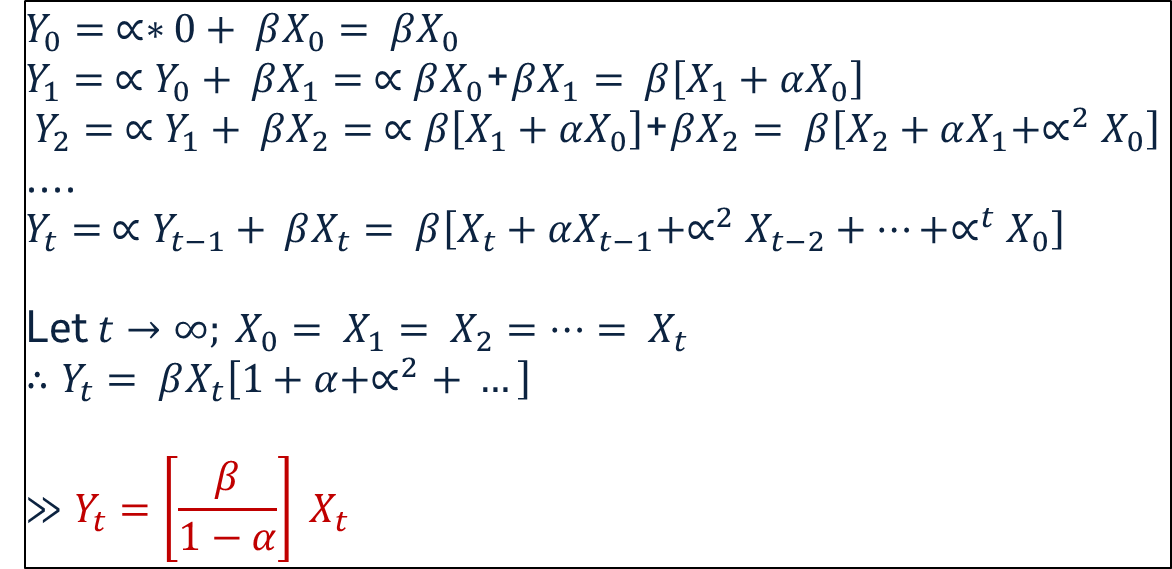 Y₀ = ∝* 0 + βX₀ = βX₀
Y₁ = ∝ Y₀ + βX₁ = ∝ βX₀+βX₁ = β[X₁ + αX₀]
Y₂ = ∝ Y₁ + βX₂ = ∝ β[X₁ + αX₀]+βX₂ = β[X₂ + αX₁+∝² X₀]
....
Yₜ = ∝ Yₜ₋₁ + βXₜ = β[Xₜ + αXₜ₋₁+∝² Xₜ₋₂ + ⋯ +∝ᵗ X₀]
Let t → ∞; X₀ = X₁ = X₂ = ⋯ = Xₜ
∴ Yₜ = βXₜ[1 + α+∝² + …]
≫ Yₜ = [β / (1 − α)] Xₜ